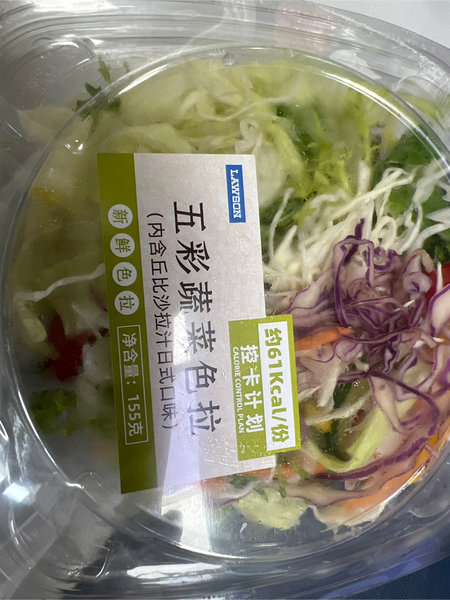 LAWSON
五彩蔬菜色拉
(内含丘比沙拉汁日式口味)
新鲜色拉
净含量：155克
约61Kcal/份
控卡计划
CALORIE CONTROL PLAN